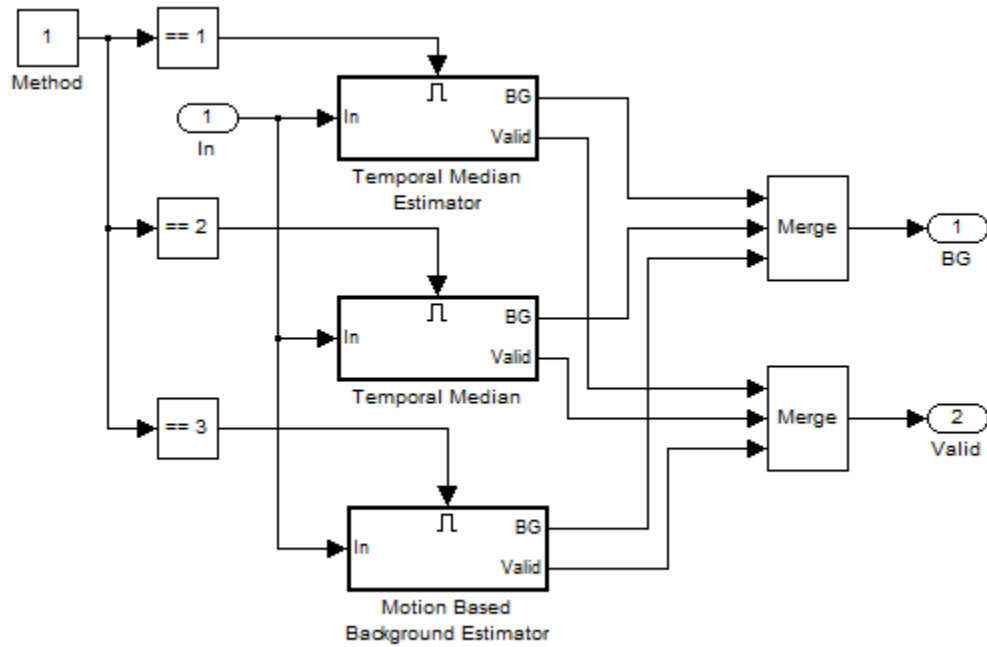 1
Method
== 1
1
In
In
BG
Valid
Temporal Median
Estimator
== 2
In
BG
Valid
Temporal Median
== 3
In
BG
Valid
Motion Based
Background Estimator
Merge
1
BG
Merge
2
Valid